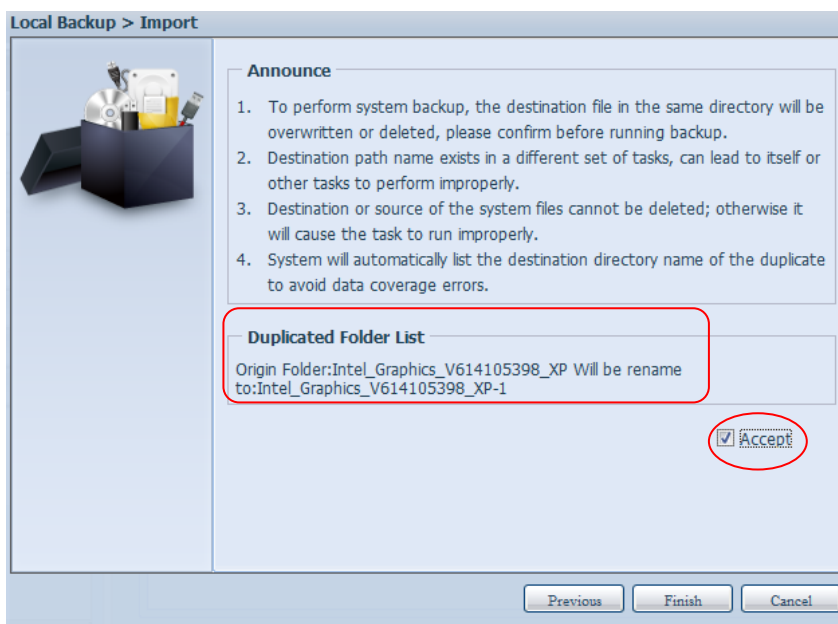 Local Backup > Import
Announce
1. To perform system backup, the destination file in the same directory will be
overwritten or deleted, please confirm before running backup.
2. Destination path name exists in a different set of tasks, can lead to itself or
other tasks to perform improperly.
3. Destination or source of the system files cannot be deleted; otherwise it
will cause the task to run improperly.
4. System will automatically list the destination directory name of the duplicate
to avoid data coverage errors.
Duplicated Folder List
Origin Folder:Intel_Graphics_V614105398_XP Will be rename
to:Intel_Graphics_V614105398_XP-1
Accept
Previous Finish Cancel